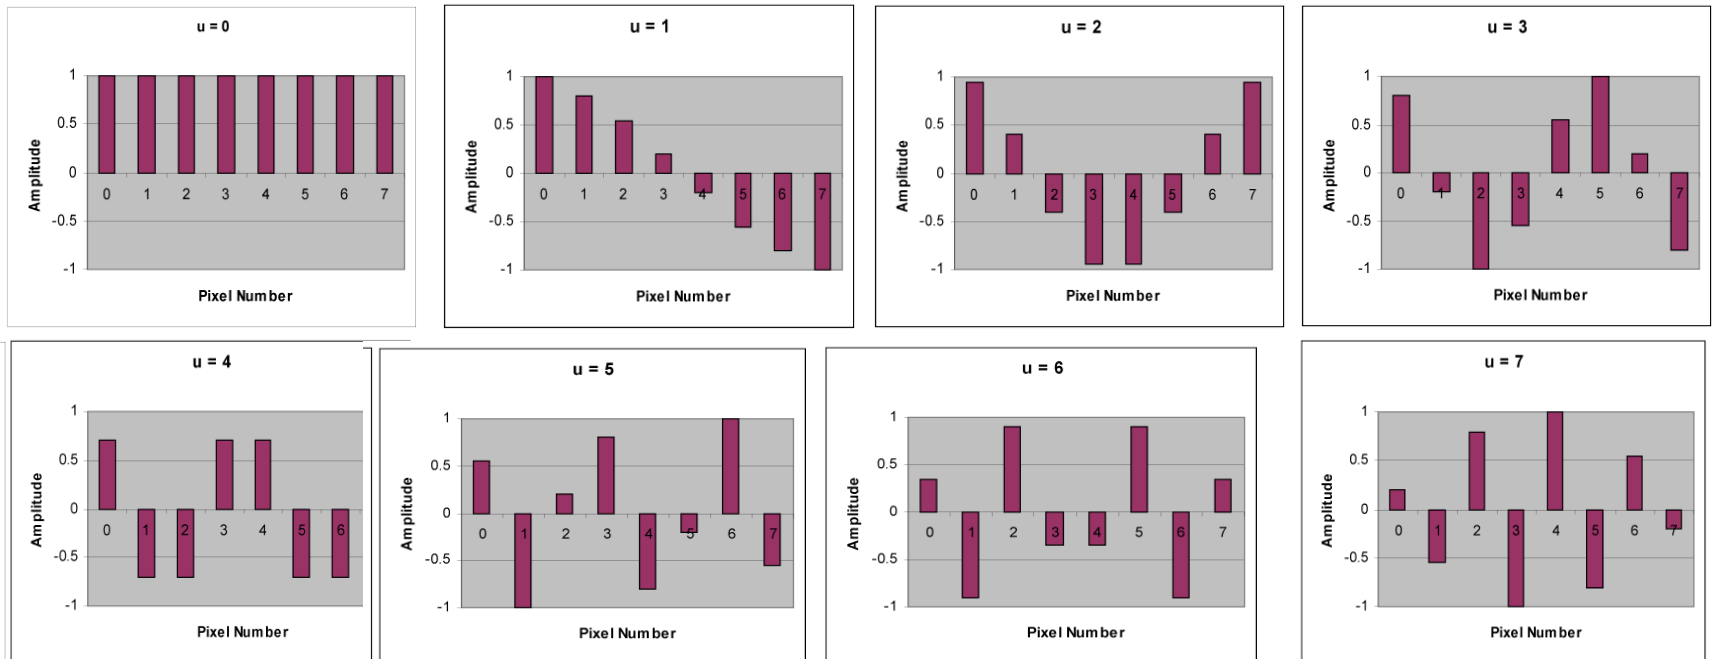 u = 0
1
0.5
0
-0.5
-1
0 1 2 3 4 5 6 7
Amplitude
Pixel Number
u = 1
1
0.5
0
-0.5
-1
0 1 2 3 4 5 6 7
Amplitude
Pixel Number
u = 2
1
0.5
0
-0.5
-1
0 1 2 3 4 5 6 7
Amplitude
Pixel Number
u = 3
1
0.5
0
-0.5
-1
0 1 2 3 4 5 6 7
Amplitude
Pixel Number
u = 4
1
0.5
0
-0.5
-1
0 1 2 3 4 5 6
Amplitude
Pixel Number
u = 5
1
0.5
0
-0.5
-1
0 1 2 3 4 5 6 7
Amplitude
Pixel Number
u = 6
1
0.5
0
-0.5
-1
0 1 2 3 4 5 6 7
Amplitude
Pixel Number
u = 7
1
0.5
0
-0.5
-1
0 1 2 3 4 5 6 7
Amplitude
Pixel Number